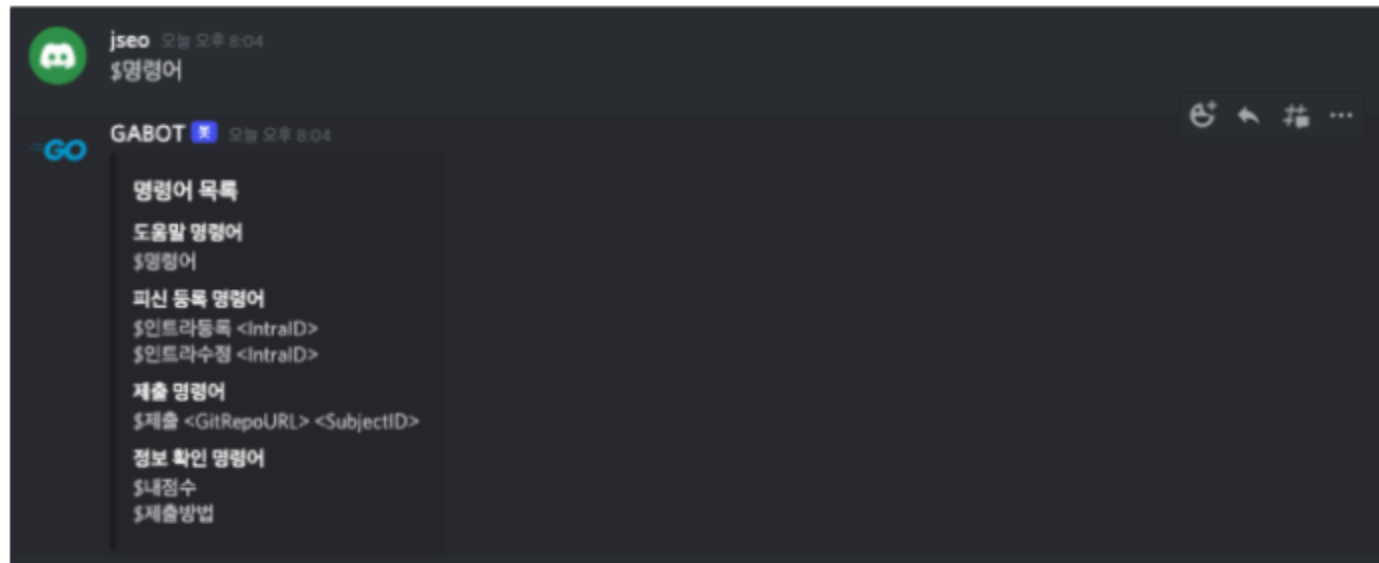 jseo 오늘 오후 8:04
$명령어
GO
GABOT 봇 오늘 오후 8:04
명령어 목록
도움말 명령어
$명령어
피신 등록 명령어
$인트라등록 <IntraID>
$인트라수정 <IntraID>
제출 명령어
$제출 <GitRepoURL> <SubjectID>
정보 확인 명령어
$내점수
$제출방법